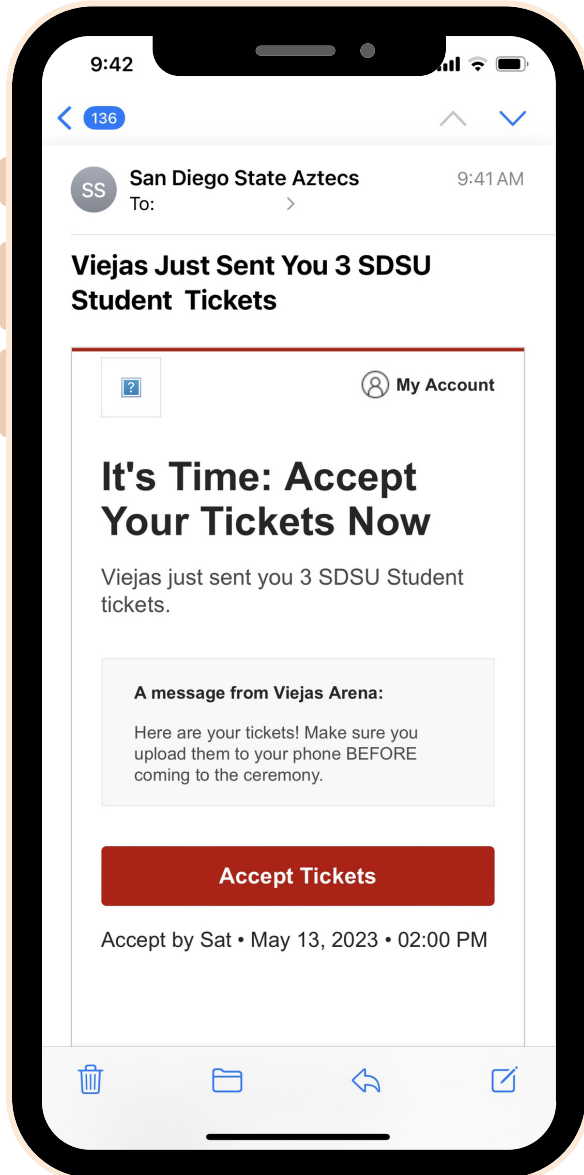 9:42
136
SS
San Diego State Aztecs
9:41 AM
To:
Viejas Just Sent You 3 SDSU
Student Tickets
?
My Account
It's Time: Accept
Your Tickets Now
Viejas just sent you 3 SDSU Student
tickets.
A message from Viejas Arena:
Here are your tickets! Make sure you
upload them to your phone BEFORE
coming to the ceremony.
Accept Tickets
Accept by Sat • May 13, 2023 • 02:00 PM